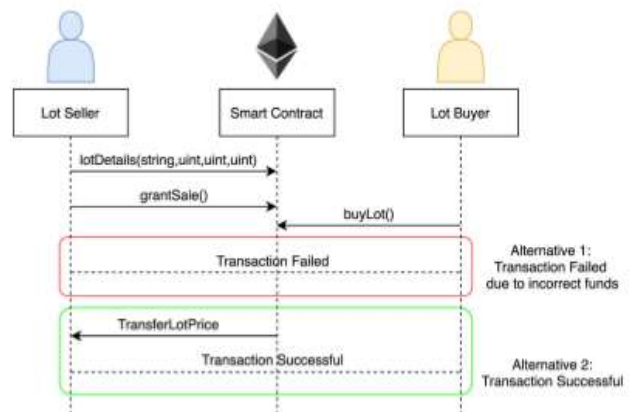 Lot Seller
Smart Contract
Lot Buyer
lotDetails(string,uint,uint,uint)
grantSale()
buyLot()
Transaction Failed
Alternative 1:
Transaction Failed
due to incorrect funds
TransferLotPrice
Transaction Successful
Alternative 2:
Transaction Successful